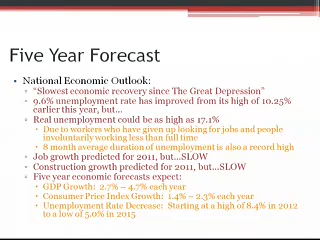 Five Year Forecast
• National Economic Outlook:
▫ “Slowest economic recovery since The Great Depression”
▫ 9.6% unemployment rate has improved from its high of 10.25%
earlier this year, but…
▫ Real unemployment could be as high as 17.1%
▪ Due to workers who have given up looking for jobs and people
involuntarily working less than full time
▪ 8 month average duration of unemployment is also a record high
▫ Job growth predicted for 2011, but…SLOW
▫ Construction growth predicted for 2011, but…SLOW
▫ Five year economic forecasts expect:
▪ GDP Growth: 2.7% – 4.7% each year
▪ Consumer Price Index Growth: 1.4% – 2.3% each year
▪ Unemployment Rate Decrease: Starting at a high of 8.4% in 2012
to a low of 5.0% in 2015